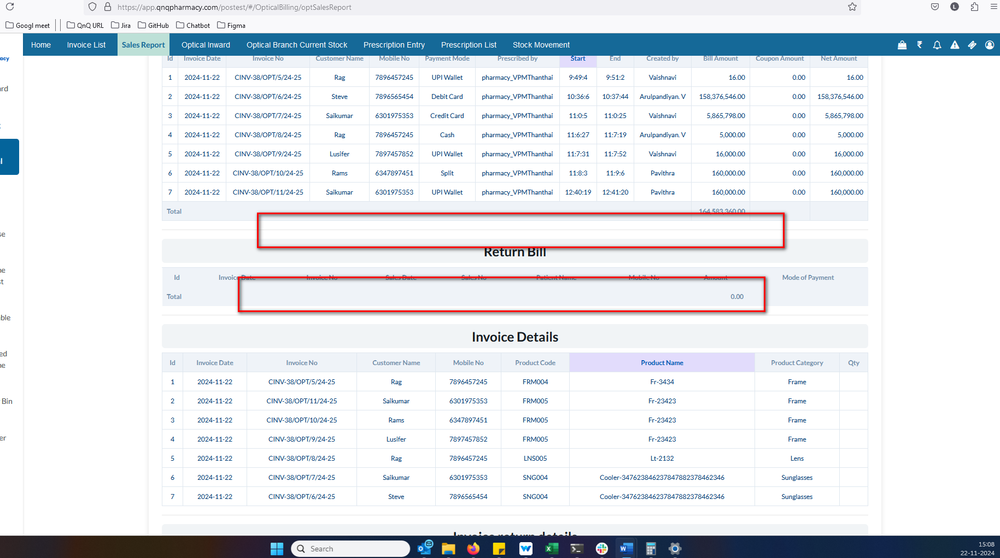 https://app.qnqpharmacy.com/postest/#/OpticalBilling/optSalesReport
L
Googl meet QnQ URL Jira GitHub Chatbot Figma
Home Invoice List Sales Report Optical Inward Optical Branch Current Stock Prescription Entry Prescription List Stock Movement
acy
Id Invoice Date Invoice No Customer Name Mobile No Payment Mode Prescribed by Start End Created by Bill Amount Coupon Amount Net Amount
1 2024-11-22 CINV-38/OPT/5/24-25 Rag 7896457245 UPI Wallet pharmacy_VPMThanthai 9:49:4 9:51:2 Vaishnavi 16.00 0.00 16.00
rd
2 2024-11-22 CINV-38/OPT/6/24-25 Steve 7896565454 Debit Card pharmacy_VPMThanthai 10:36:6 10:37:44 Arulpandiyan. V 158,376,546.00 0.00 158,376,546.00
3 2024-11-22 CINV-38/OPT/7/24-25 Saikumar 6301975353 Credit Card pharmacy_VPMThanthai 11:0:5 11:0:25 Vaishnavi 5,865,798.00 0.00 5,865,798.00
4 2024-11-22 CINV-38/OPT/8/24-25 Rag 7896457245 Cash pharmacy_VPMThanthai 11:6:27 11:7:19 Arulpandiyan. V 5,000.00 0.00 5,000.00
5 2024-11-22 CINV-38/OPT/9/24-25 Lusifer 7897457852 UPI Wallet pharmacy_VPMThanthai 11:7:31 11:7:52 Vaishnavi 16,000.00 0.00 16,000.00
6 2024-11-22 CINV-38/OPT/10/24-25 Rams 6347897451 Split pharmacy_VPMThanthai 11:8:3 11:9:6 Pavithra 160,000.00 0.00 160,000.00
7 2024-11-22 CINV-38/OPT/11/24-25 Saikumar 6301975353 UPI Wallet pharmacy_VPMThanthai 12:40:19 12:41:20 Pavithra 160,000.00 0.00 160,000.00
Total 164,583,360.00
se
Return Bill
ne
Id Invoice Date Invoice No Sales Date Sales No Patient Name Mobile No Amount Mode of Payment
st
Total 0.00
ble
Invoice Details
ed
Id Invoice Date Invoice No Customer Name Mobile No Product Code Product Name Product Category Qty
ne
1 2024-11-22 CINV-38/OPT/5/24-25 Rag 7896457245 FRM004 Fr-3434 Frame
2 2024-11-22 CINV-38/OPT/11/24-25 Saikumar 6301975353 FRM005 Fr-23423 Frame
Bin
3 2024-11-22 CINV-38/OPT/10/24-25 Rams 6347897451 FRM005 Fr-23423 Frame
4 2024-11-22 CINV-38/OPT/9/24-25 Lusifer 7897457852 FRM005 Fr-23423 Frame
er
5 2024-11-22 CINV-38/OPT/8/24-25 Rag 7896457245 LNS005 Lt-2132 Lens
6 2024-11-22 CINV-38/OPT/7/24-25 Saikumar 6301975353 SNG004 Cooler-347623846237847882378462346 Sunglasses
7 2024-11-22 CINV-38/OPT/6/24-25 Steve 7896565454 SNG004 Cooler-347623846237847882378462346 Sunglasses
Invoice return details
Search
15:08
22-11-2024